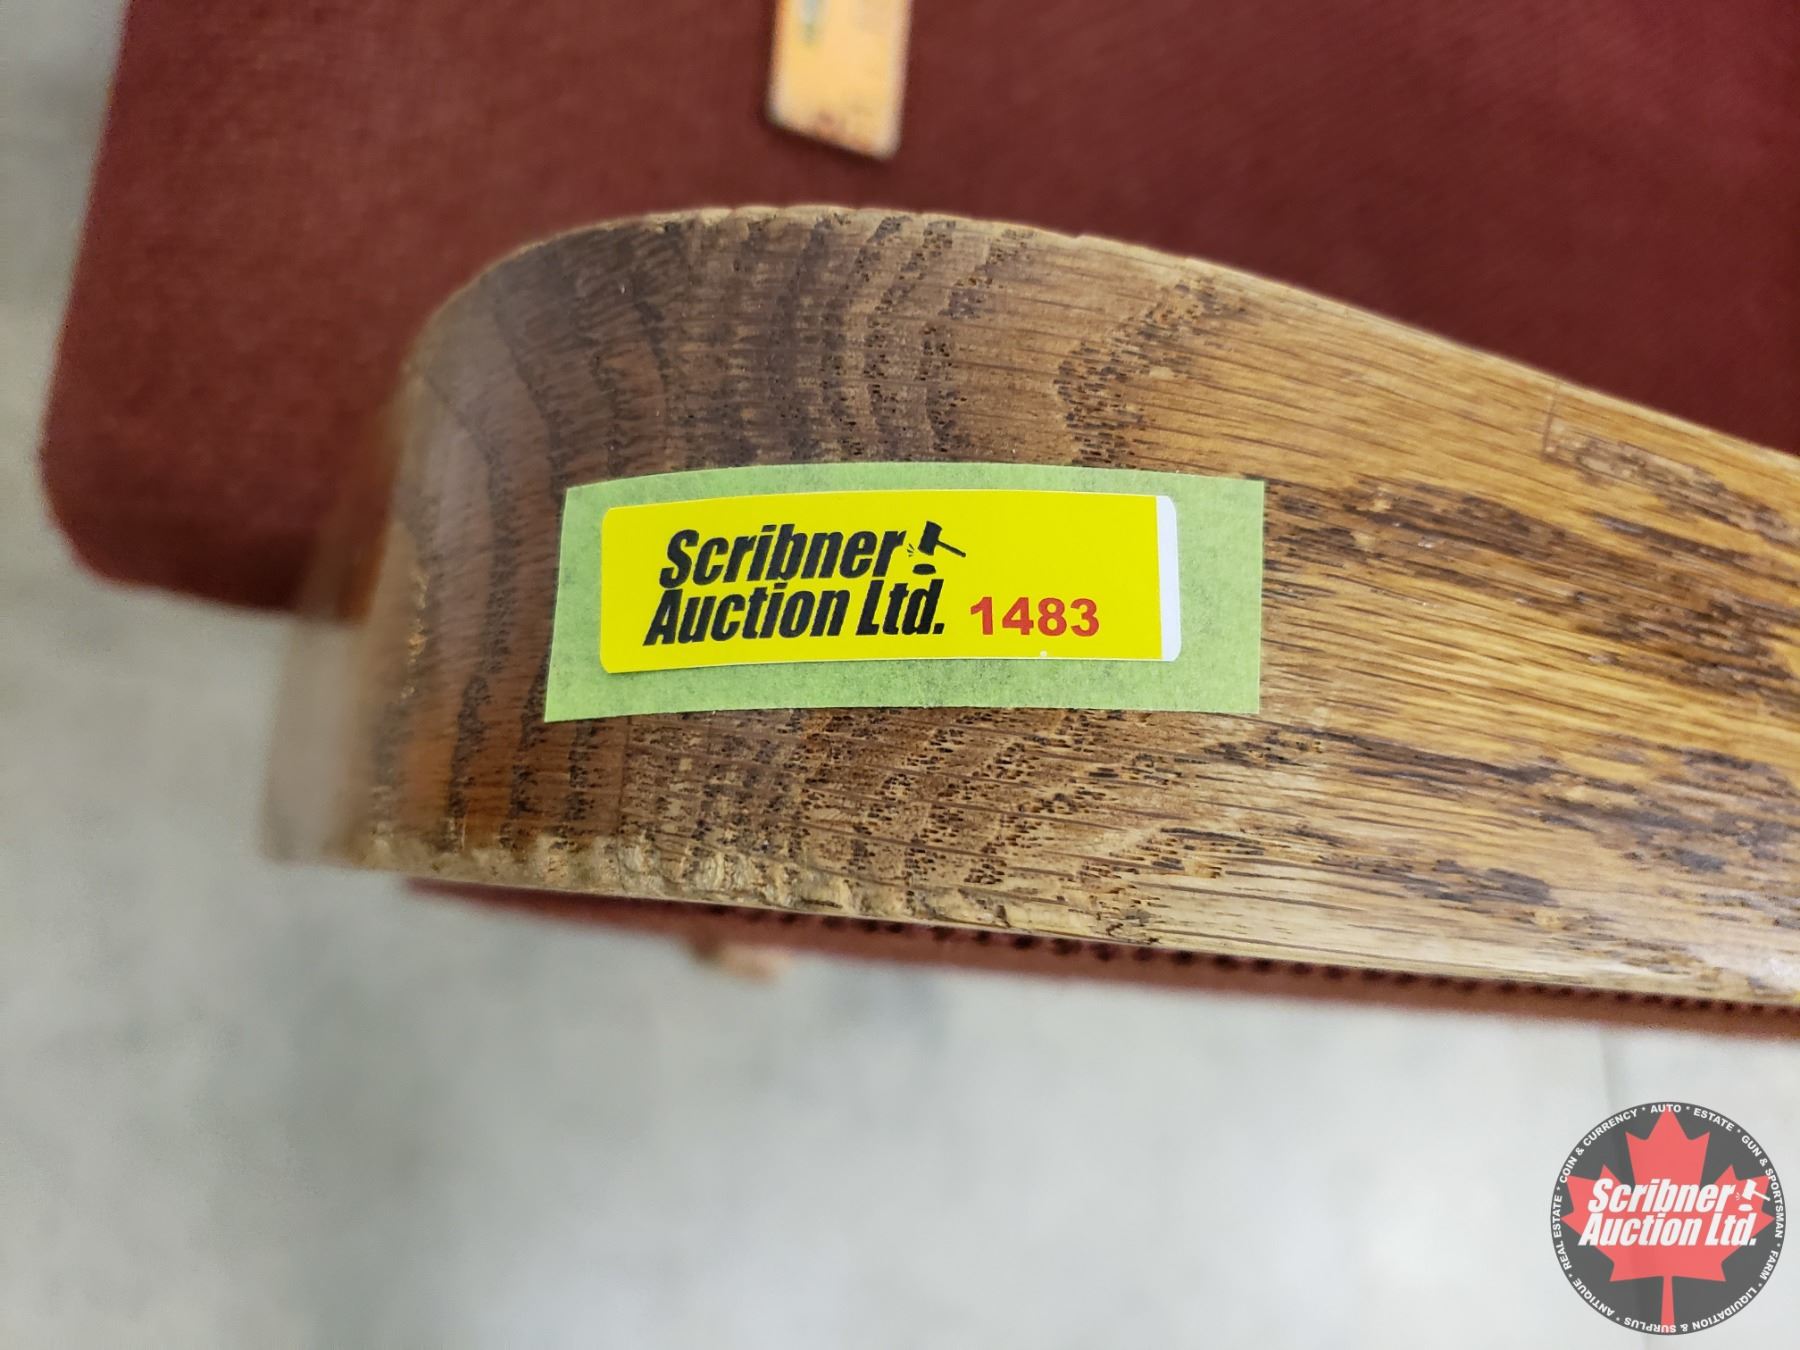 Scribner
Auction Ltd. 1483
COIN & CURRENCY * AUTO * ESTATE * GUN & SPORTSMAN * FARM * LIQUIDATION & SURPLUS * ANTIQUE * REAL ESTATE *
Scribner
Auction Ltd.